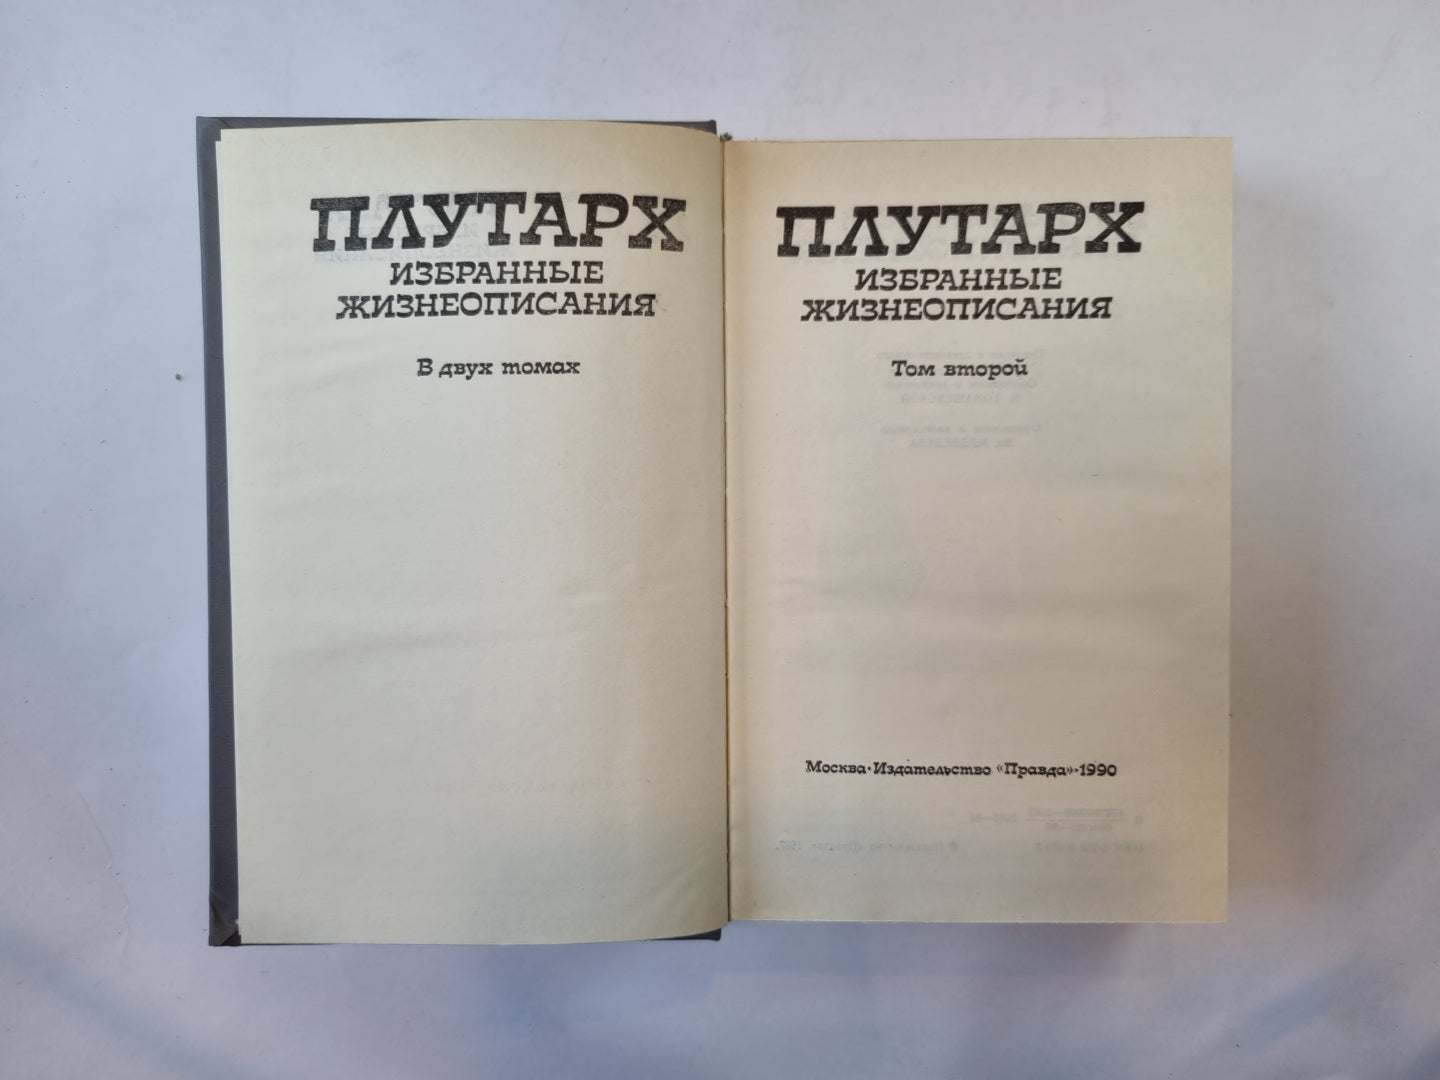 ПЛУТАРХ
ИЗБРАННЫЕ
ЖИЗНЕОПИСАНИЯ
В двух томах
ПЛУТАРХ
ИЗБРАННЫЕ
ЖИЗНЕОПИСАНИЯ
Том второй
Москва·Издательство «Правда»·1990